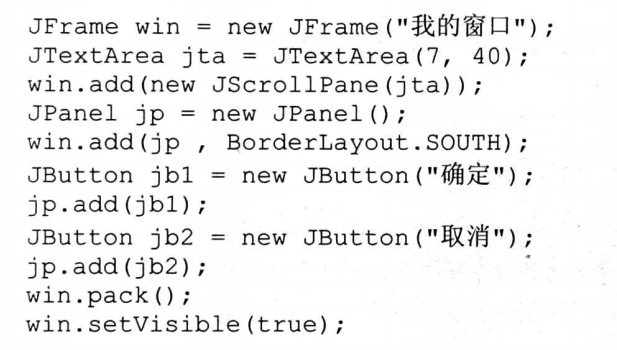 JFrame win = new JFrame("我的窗口");
JTextArea jta = JTextArea(7, 40);
win.add(new JScrollPane(jta));
JPanel jp = new JPanel();
win.add(jp , BorderLayout.SOUTH);
JButton jb1 = new JButton("确定");
jp.add(jb1);
JButton jb2 = new JButton("取消");
jp.add(jb2);
win.pack();
win.setVisible(true);